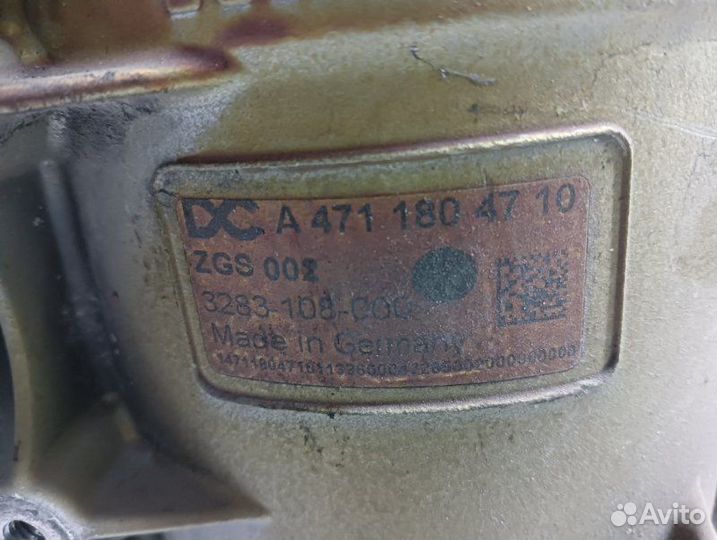 DC A 471 180 47 10
ZGS 002
3283-108-000
Made in Germany
Avito